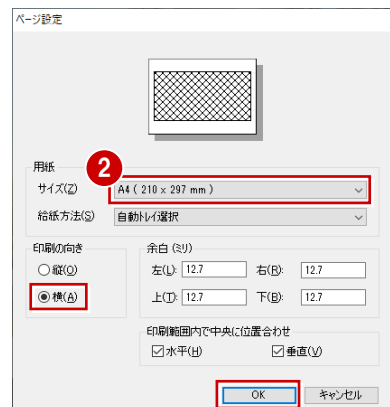 ページ設定
用紙
2
サイズ(Z) A4 ( 210 x 297 mm )
給紙方法(S) 自動トレイ選択
印刷の向き
縦(O)
横(A)
余白 (ミリ)
左(L): 12.7 右(R): 12.7
上(T): 12.7 下(B): 12.7
印刷範囲内で中央に位置合わせ
水平(H) 垂直(V)
OK キャンセル